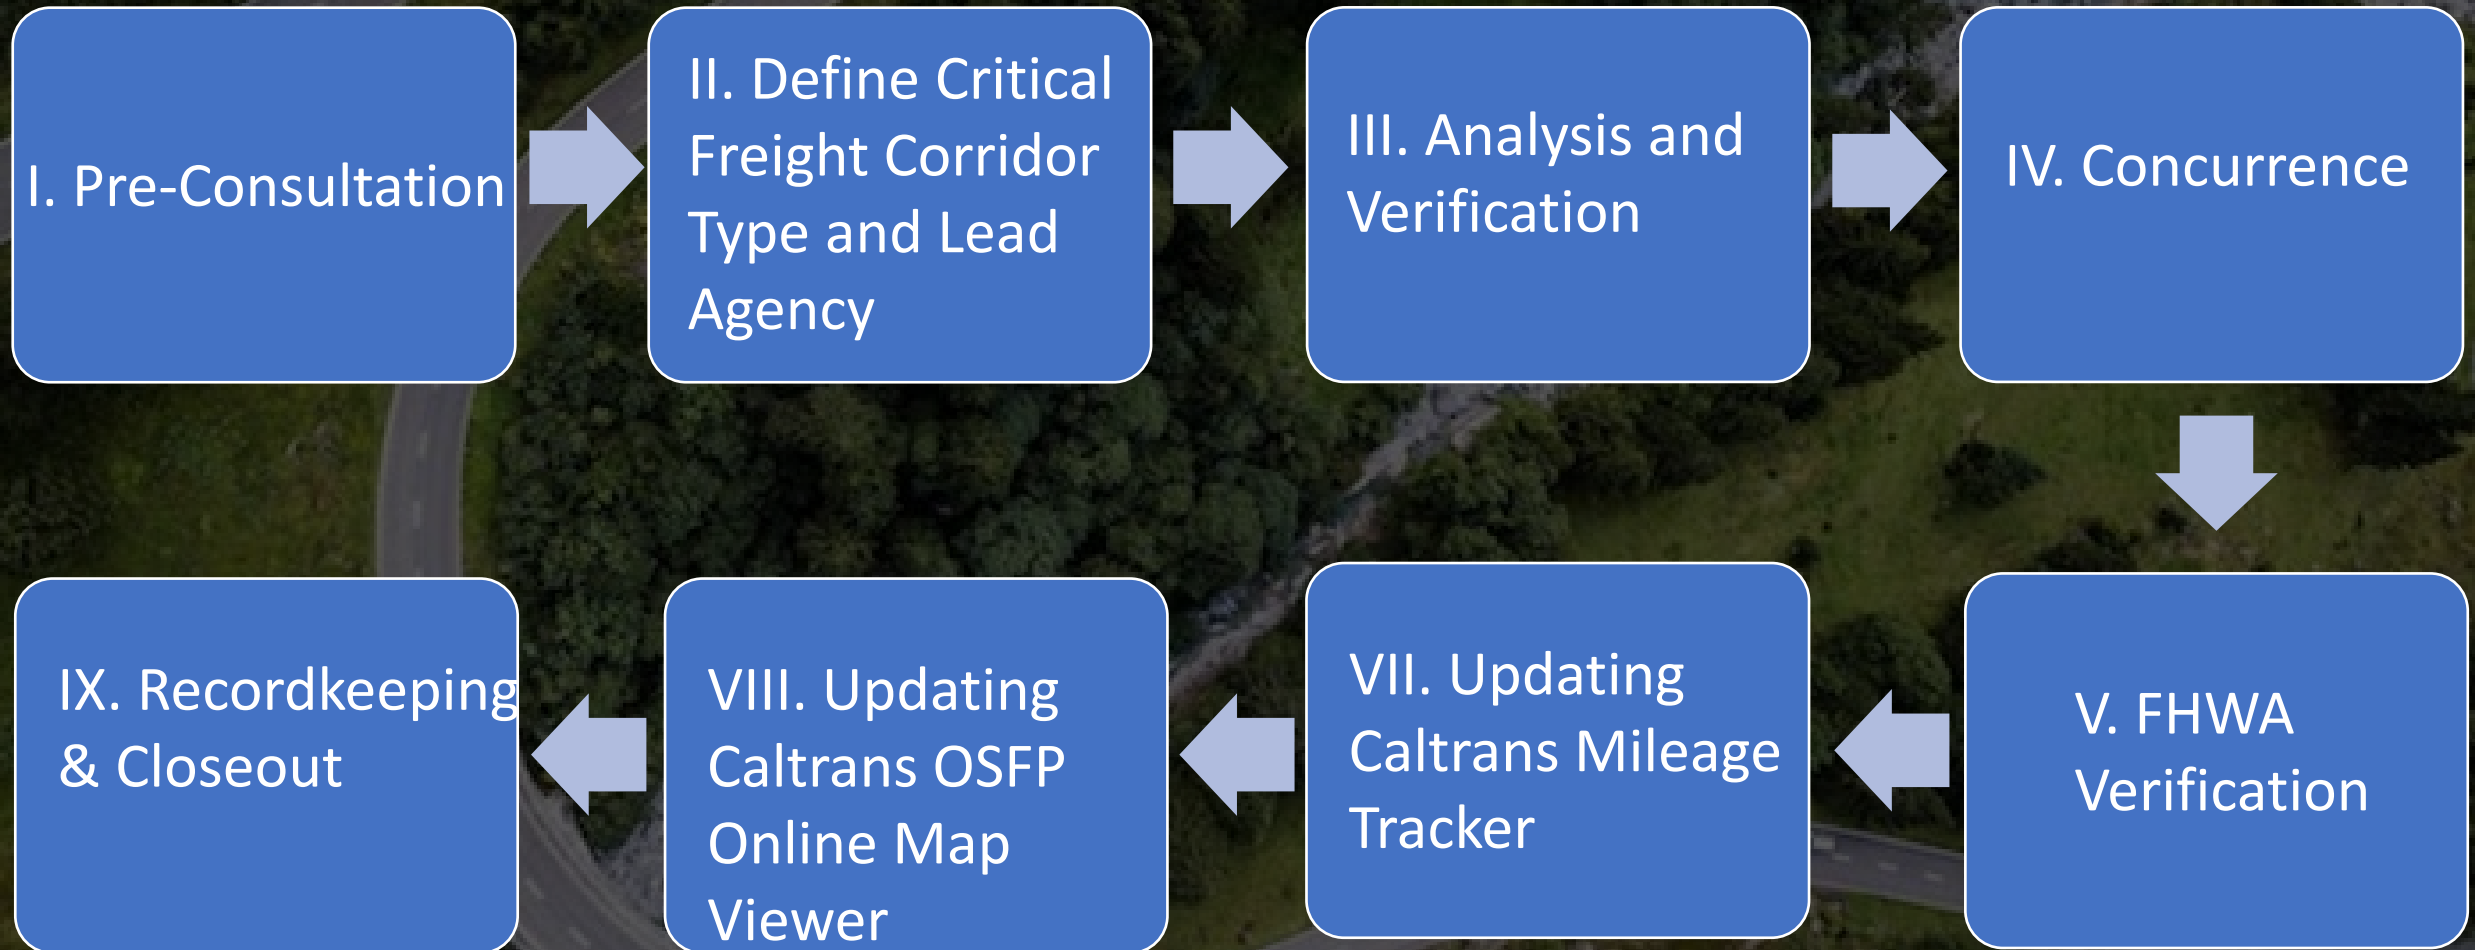 I. Pre-Consultation
II. Define Critical
Freight Corridor
Type and Lead
Agency
III. Analysis and
Verification
IV. Concurrence
V. FHWA
Verification
VII. Updating
Caltrans Mileage
Tracker
VIII. Updating
Caltrans OSFP
Online Map
Viewer
IX. Recordkeeping
& Closeout